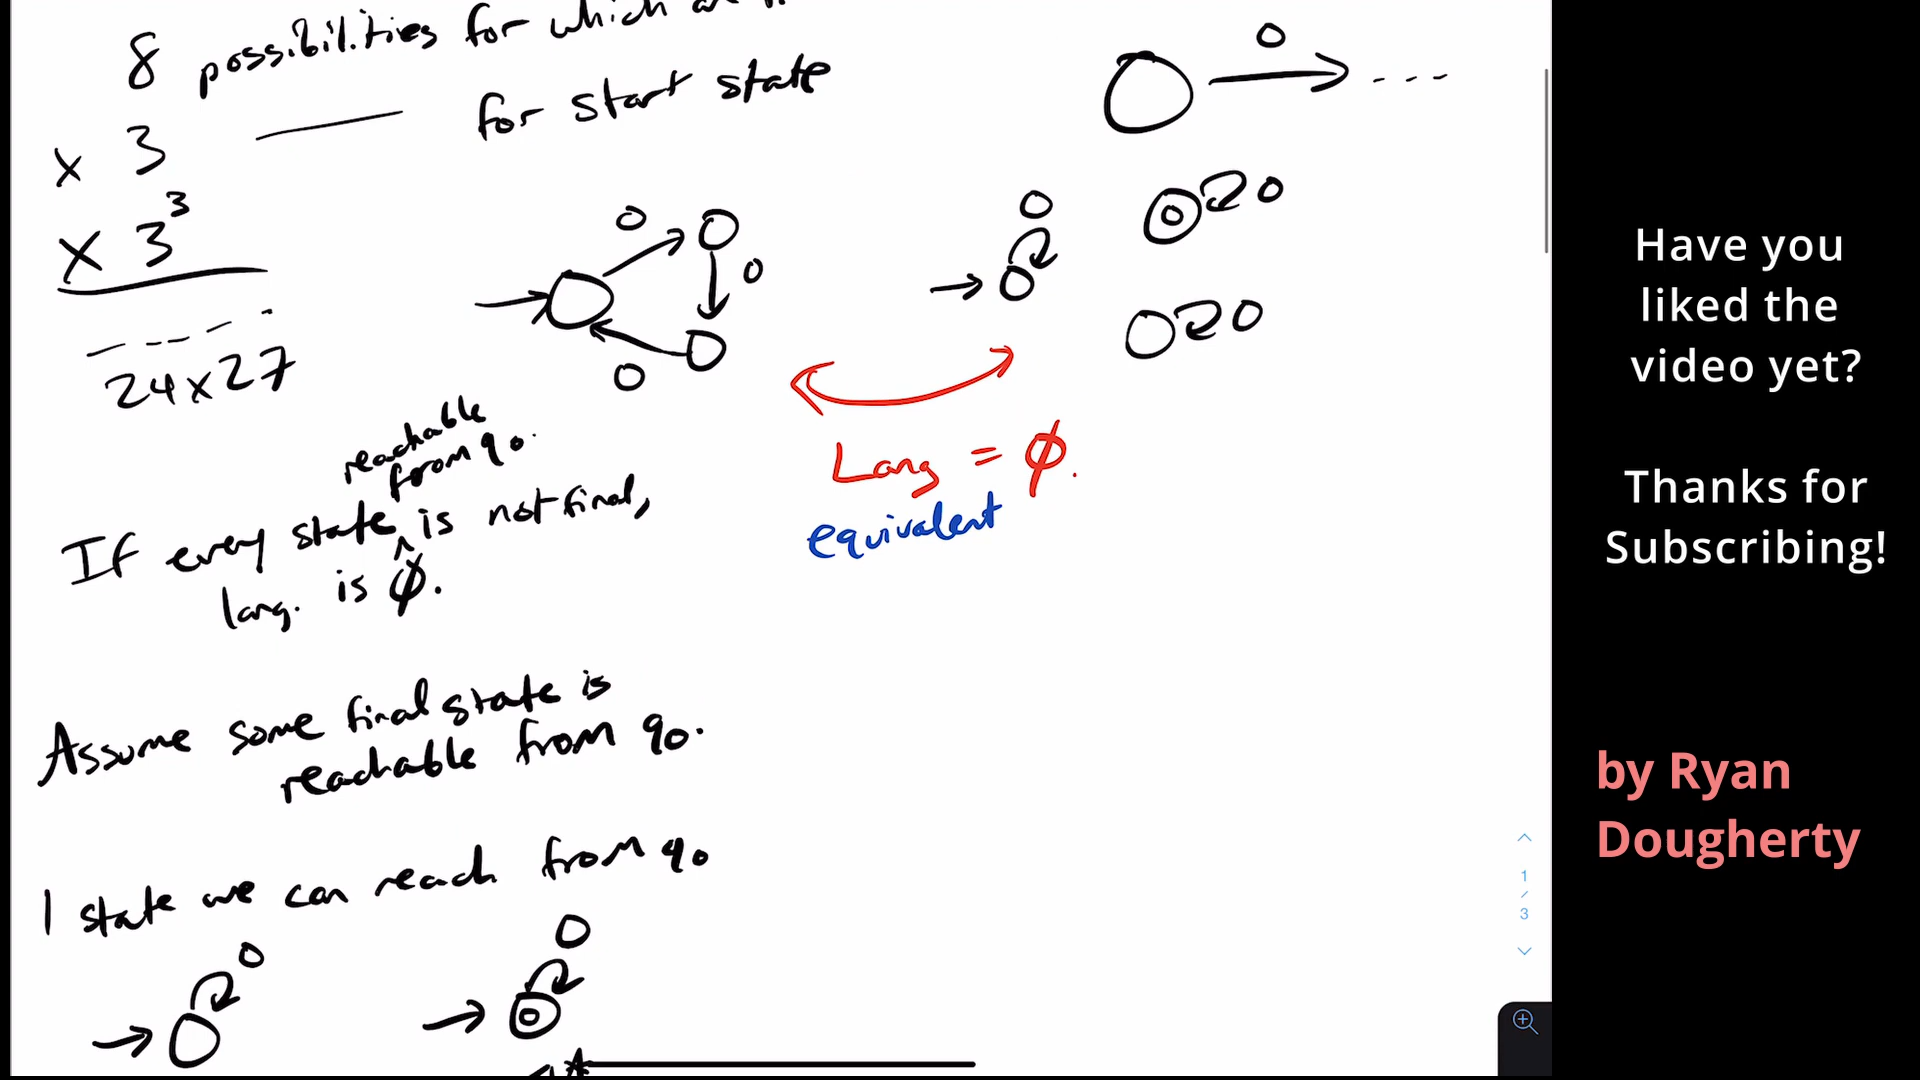 8 possibilities for which
x 3 —— for start state
x 3³
24x27
0
0
0
0
0
0
0
Lang = ∅.
equivalent
reachable
from q0.
If every state ^ is not final,
lang. is ∅.
Assume some final state is
reachable from q0.
1 state we can reach from q0
0
0
Have you
liked the
video yet?
Thanks for
Subscribing!
by Ryan
Dougherty
1
/
3